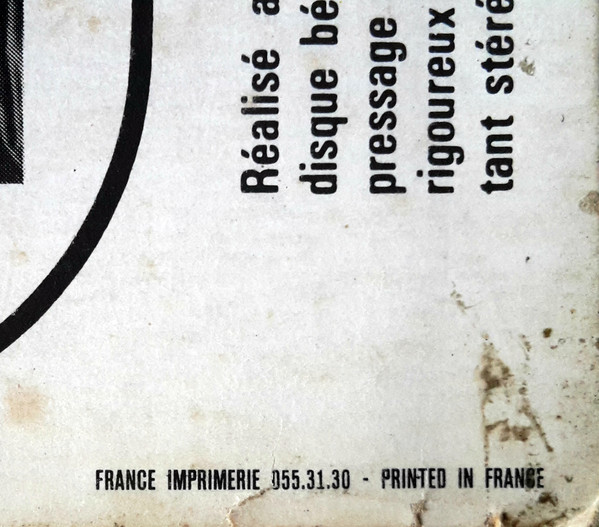 Réalisé a
disque bé
pressage
rigoureux
tant stéré
FRANCE IMPRIMERIE 055.31.30 - PRINTED IN FRANCE